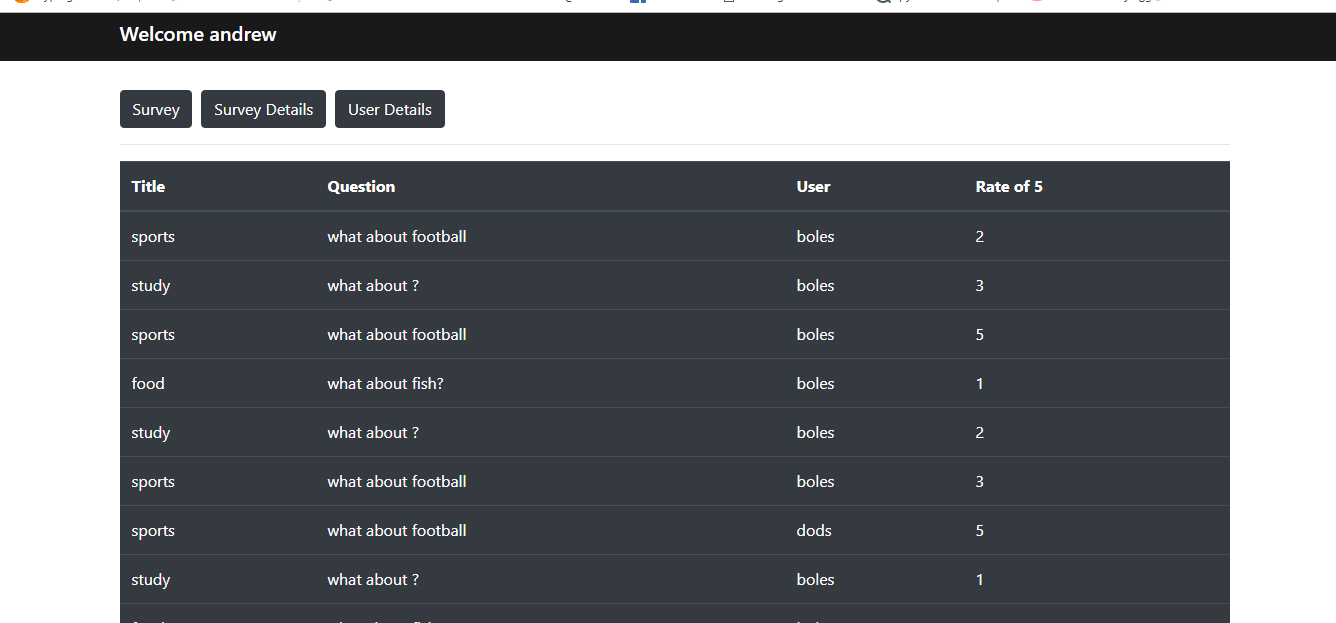 Welcome andrew
Survey Survey Details User Details
Title Question User Rate of 5
sports what about football boles 2
study what about ? boles 3
sports what about football boles 5
food what about fish? boles 1
study what about ? boles 2
sports what about football boles 3
sports what about football dods 5
study what about ? boles 1